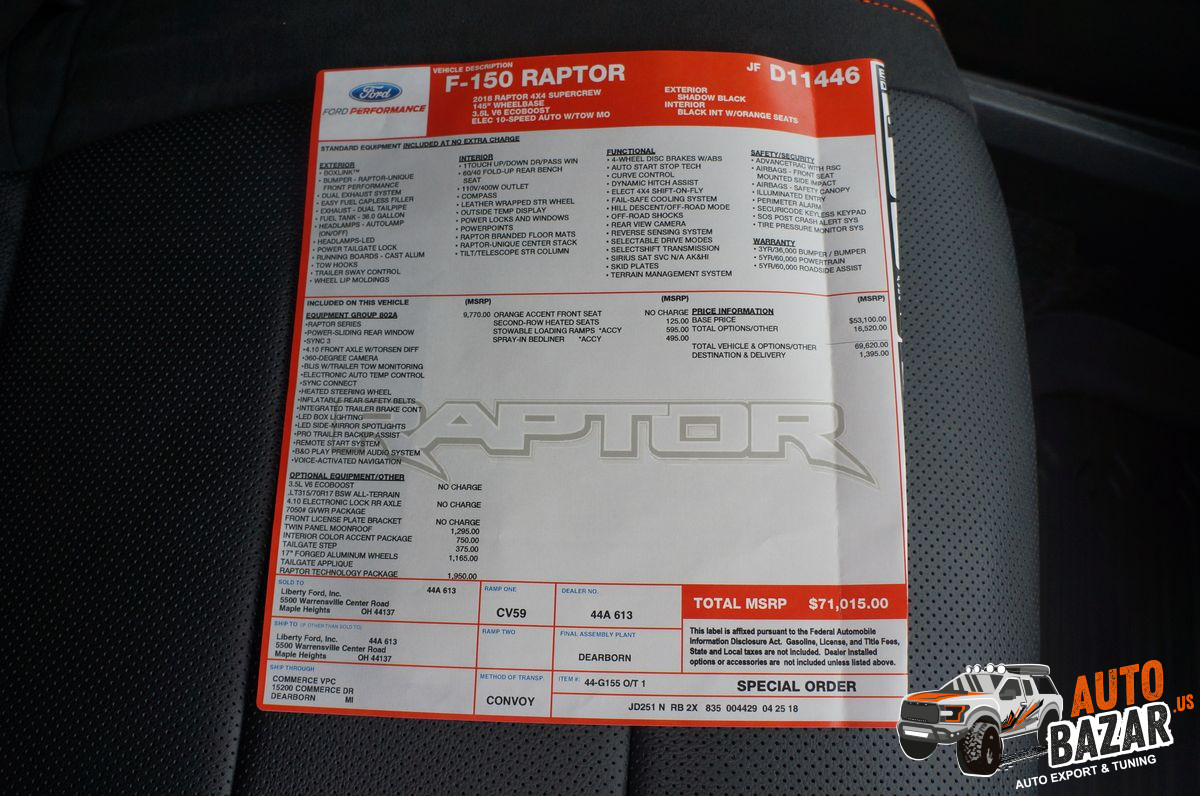 Ford
FORD PERFORMANCE
VEHICLE DESCRIPTION
F-150 RAPTOR
2018 RAPTOR 4X4 SUPERCREW
145" WHEELBASE
3.5L V6 ECOBOOST
ELEC 10-SPEED AUTO W/TOW MO
JF D11446
EXTERIOR
SHADOW BLACK
INTERIOR
BLACK INT W/ORANGE SEATS
STANDARD EQUIPMENT INCLUDED AT NO EXTRA CHARGE
EXTERIOR
• BOXLINK™
• BUMPER - RAPTOR-UNIQUE
FRONT PERFORMANCE
• DUAL EXHAUST SYSTEM
• EASY FUEL CAPLESS FILLER
• EXHAUST - DUAL TAILPIPE
• FUEL TANK - 36.0 GALLON
• HEADLAMPS - AUTOLAMP
(ON/OFF)
• HEADLAMPS-LED
• POWER TAILGATE LOCK
• RUNNING BOARDS - CAST ALUM
• TOW HOOKS
• TRAILER SWAY CONTROL
• WHEEL LIP MOLDINGS
INTERIOR
• 1TOUCH UP/DOWN DR/PASS WIN
• 60/40 FOLD-UP REAR BENCH
SEAT
• 110V/400W OUTLET
• COMPASS
• LEATHER WRAPPED STR WHEEL
• OUTSIDE TEMP DISPLAY
• POWER LOCKS AND WINDOWS
• POWERPOINTS
• RAPTOR BRANDED FLOOR MATS
• RAPTOR-UNIQUE CENTER STACK
• TILT/TELESCOPE STR COLUMN
FUNCTIONAL
• 4-WHEEL DISC BRAKES W/ABS
• AUTO START STOP TECH
• CURVE CONTROL
• DYNAMIC HITCH ASSIST
• ELECT 4X4 SHIFT-ON-FLY
• FAIL-SAFE COOLING SYSTEM
• HILL DESCENT/OFF-ROAD MODE
• OFF-ROAD SHOCKS
• REAR VIEW CAMERA
• REVERSE SENSING SYSTEM
• SELECTABLE DRIVE MODES
• SELECTSHIFT TRANSMISSION
• SIRIUS SAT SVC N/A AK&HI
• SKID PLATES
• TERRAIN MANAGEMENT SYSTEM
SAFETY/SECURITY
• ADVANCETRAC WITH RSC
• AIRBAGS - FRONT SEAT
MOUNTED SIDE IMPACT
• AIRBAGS - SAFETY CANOPY
• ILLUMINATED ENTRY
• PERIMETER ALARM
• SECURICODE KEYLESS KEYPAD
• SOS POST CRASH ALERT SYS
• TIRE PRESSURE MONITOR SYS
WARRANTY
• 3YR/36,000 BUMPER / BUMPER
• 5YR/60,000 POWERTRAIN
• 5YR/60,000 ROADSIDE ASSIST
INCLUDED ON THIS VEHICLE (MSRP)
EQUIPMENT GROUP 802A 9,770.00
•RAPTOR SERIES
•POWER-SLIDING REAR WINDOW
•SYNC 3
•4.10 FRONT AXLE W/TORSEN DIFF
•360-DEGREE CAMERA
•BLIS W/TRAILER TOW MONITORING
•ELECTRONIC AUTO TEMP CONTROL
•SYNC CONNECT
•HEATED STEERING WHEEL
•INFLATABLE REAR SAFETY BELTS
•INTEGRATED TRAILER BRAKE CONT
•LED BOX LIGHTING
•LED SIDE-MIRROR SPOTLIGHTS
•PRO TRAILER BACKUP ASSIST
•REMOTE START SYSTEM
•B&O PLAY PREMIUM AUDIO SYSTEM
•VOICE-ACTIVATED NAVIGATION
OPTIONAL EQUIPMENT/OTHER
3.5L V6 ECOBOOST NO CHARGE
.LT315/70R17 BSW ALL-TERRAIN
4.10 ELECTRONIC LOCK RR AXLE NO CHARGE
7050# GVWR PACKAGE
FRONT LICENSE PLATE BRACKET NO CHARGE
TWIN PANEL MOONROOF 1,295.00
INTERIOR COLOR ACCENT PACKAGE 750.00
TAILGATE STEP 375.00
17" FORGED ALUMINUM WHEELS 1,165.00
TAILGATE APPLIQUE
RAPTOR TECHNOLOGY PACKAGE 1,950.00
(MSRP)
ORANGE ACCENT FRONT SEAT NO CHARGE
SECOND-ROW HEATED SEATS 125.00
STOWABLE LOADING RAMPS *ACCY 595.00
SPRAY-IN BEDLINER *ACCY 495.00
(MSRP)
PRICE INFORMATION
BASE PRICE $53,100.00
TOTAL OPTIONS/OTHER 16,520.00
TOTAL VEHICLE & OPTIONS/OTHER 69,620.00
DESTINATION & DELIVERY 1,395.00
RAPTOR
SOLD TO
Liberty Ford, Inc. 44A 613
5500 Warrensville Center Road
Maple Heights OH 44137
SHIP TO (IF OTHER THAN SOLD TO)
Liberty Ford, Inc. 44A 613
5500 Warrensville Center Road
Maple Heights OH 44137
SHIP THROUGH
COMMERCE VPC
15200 COMMERCE DR
DEARBORN MI
RAMP ONE
CV59
RAMP TWO
METHOD OF TRANSP.
CONVOY
DEALER NO.
44A 613
FINAL ASSEMBLY PLANT
DEARBORN
ITEM #: 44-G155 O/T 1
TOTAL MSRP $71,015.00
This label is affixed pursuant to the Federal Automobile
Information Disclosure Act. Gasoline, License, and Title Fees,
State and Local taxes are not included. Dealer installed
options or accessories are not included unless listed above.
SPECIAL ORDER
JD251 N RB 2X 835 004429 04 25 18
AUTO
BAZAR.US
AUTO EXPORT & TUNING